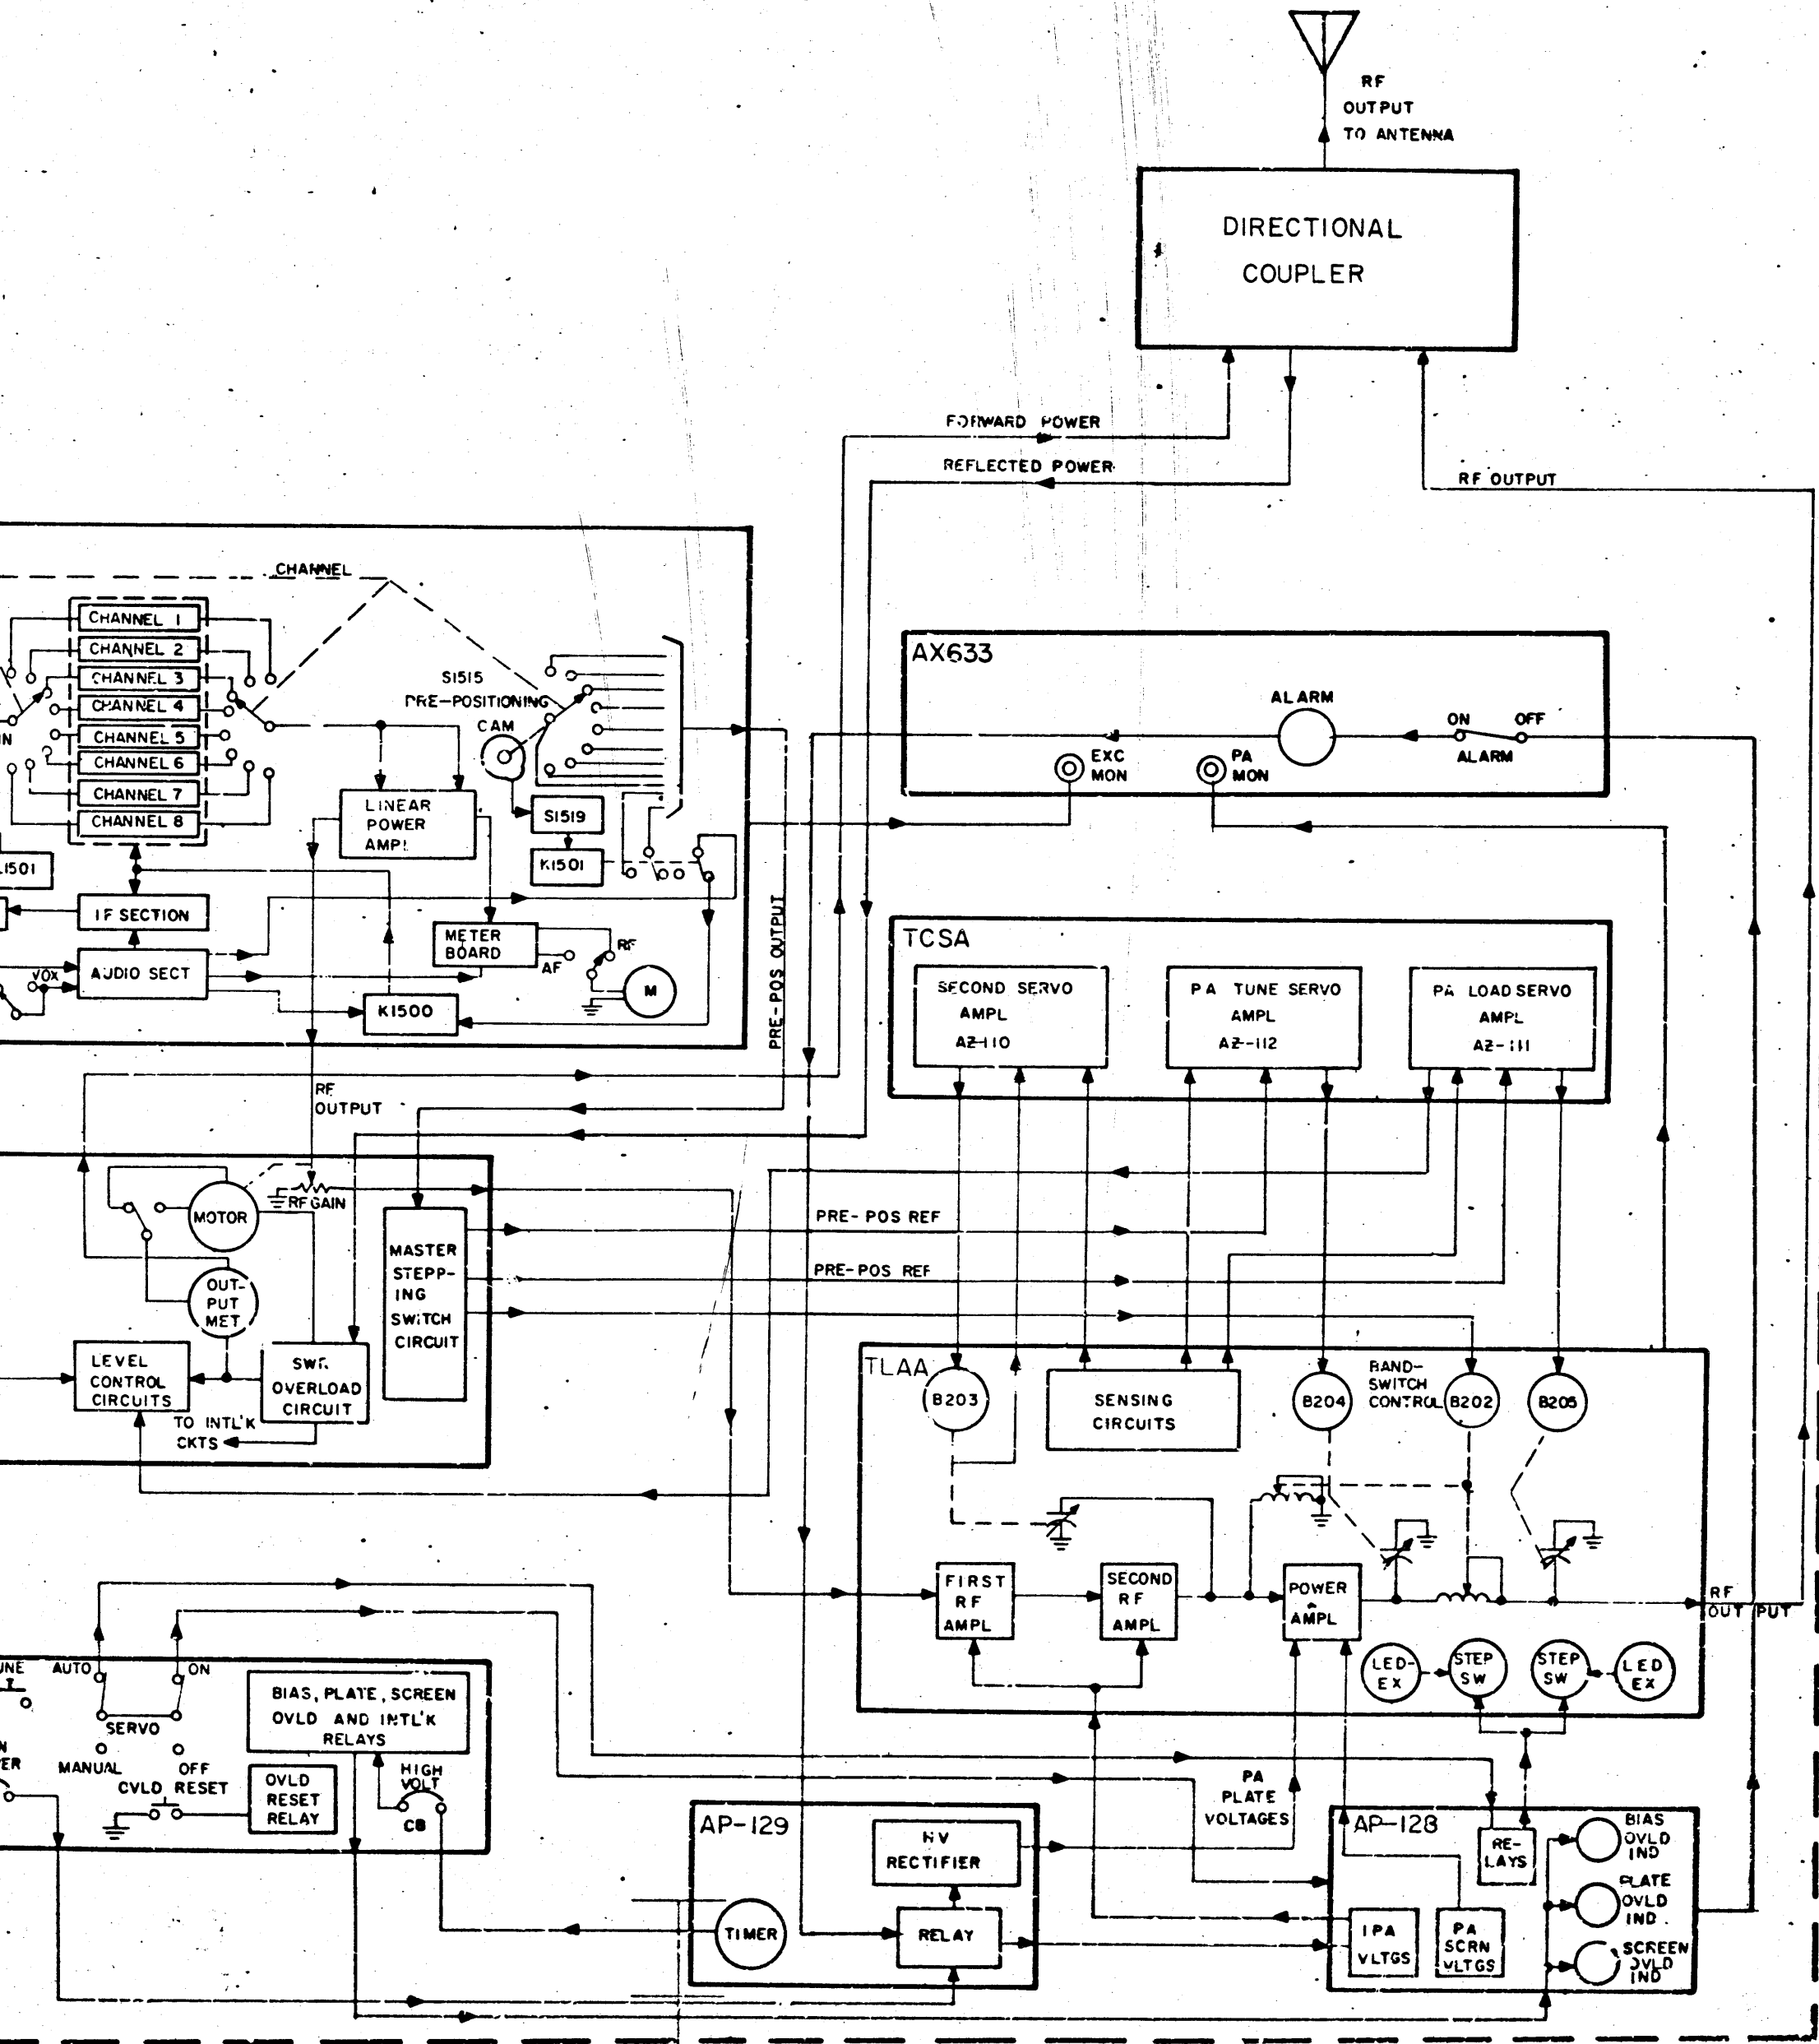 RF
OUTPUT
TO ANTENNA
DIRECTIONAL
COUPLER
FORWARD POWER
REFLECTED POWER
RF OUTPUT
CHANNEL
CHANNEL 1
CHANNEL 2
CHANNEL 3
CHANNEL 4
CHANNEL 5
CHANNEL 6
CHANNEL 7
CHANNEL 8
S1515
PRE-POSITIONING
CAM
LINEAR
POWER
AMPL
S1519
K1501
1501
IF SECTION
METER
BOARD
RF
AF
M
VOX
AUDIO SECT
K1500
PRE-POS OUTPUT
AX633
ALARM
ON OFF
ALARM
EXC
MON
PA
MON
TCSA
SECOND SERVO
AMPL
AZ-110
PA TUNE SERVO
AMPL
AZ-112
PA LOAD SERVO
AMPL
AZ-111
RF
OUTPUT
MOTOR
RF GAIN
OUT-
PUT
MET
MASTER
STEPP-
ING
SWITCH
CIRCUIT
LEVEL
CONTROL
CIRCUITS
SWR
OVERLOAD
CIRCUIT
TO INTL'K
CKTS
PRE-POS REF
PRE-POS REF
TLAA
B203
SENSING
CIRCUITS
B204
BAND-
SWITCH
CONTROL
B202
B205
FIRST
RF
AMPL
SECOND
RF
AMPL
POWER
AMPL
RF
OUTPUT
LED-
EX
STEP
SW
STEP
SW
LED
EX
AUTO
ON
SERVO
MANUAL
OFF
OVLD RESET
BIAS, PLATE, SCREEN
OVLD AND INTL'K
RELAYS
OVLD
RESET
RELAY
HIGH
VOLT
CB
AP-129
HV
RECTIFIER
TIMER
RELAY
PA
PLATE
VOLTAGES
AP-128
RE-
LAYS
IPA
VLTGS
PA
SCRN
VLTGS
BIAS
OVLD
IND
PLATE
OVLD
IND
SCREEN
OVLD
IND